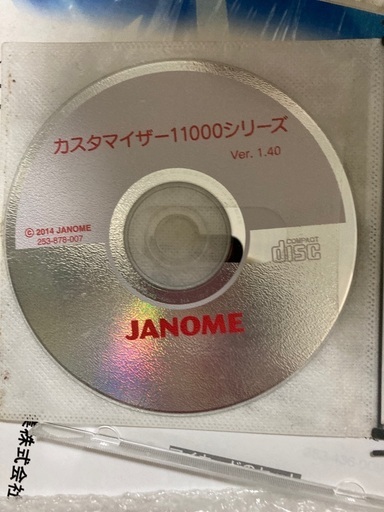 カスタマイザー11000シリーズ
Ver. 1.40
© 2014 JANOME
253-878-007
COMPACT
disc
JANOME
株式会社